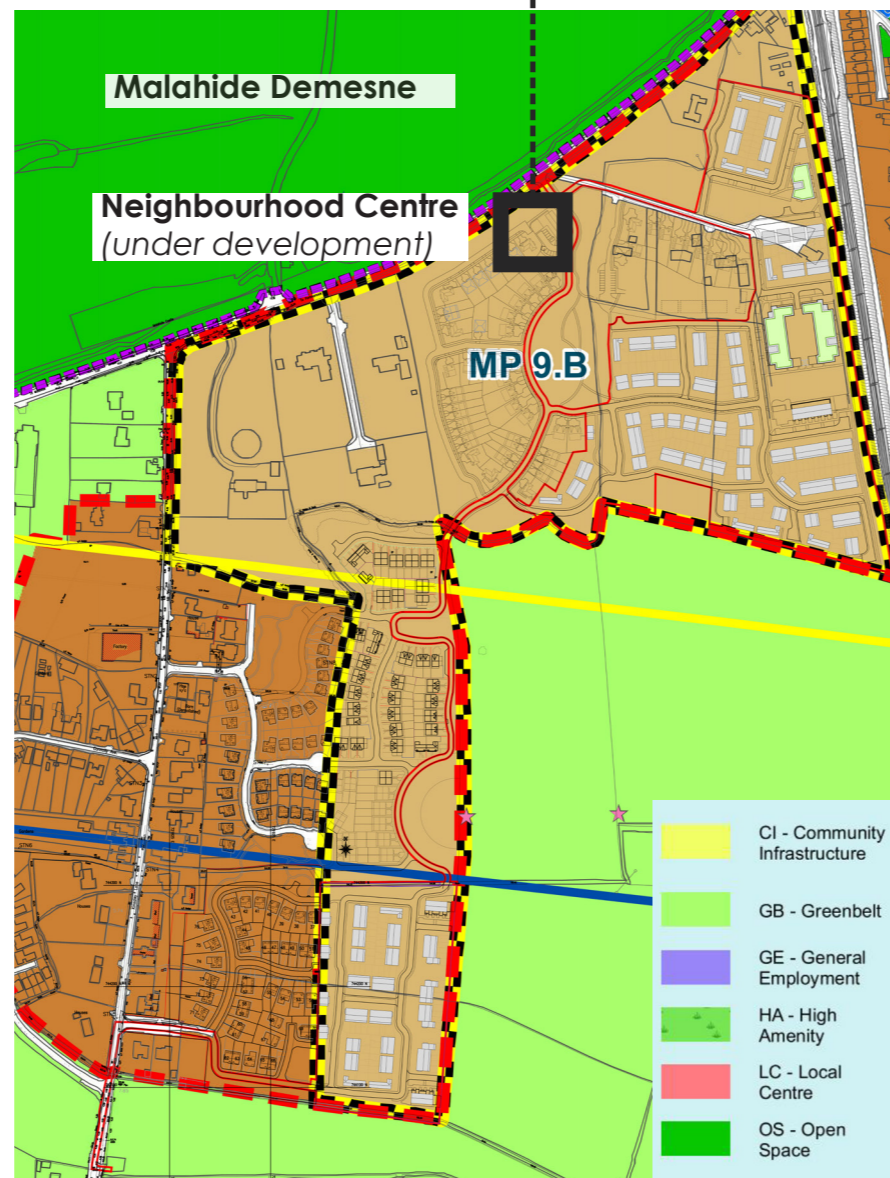 Malahide Demesne
Neighbourhood Centre
(under development)
MP 9.B
CI - Community
Infrastructure
GB - Greenbelt
GE - General
Employment
HA - High
Amenity
LC - Local
Centre
OS - Open
Space